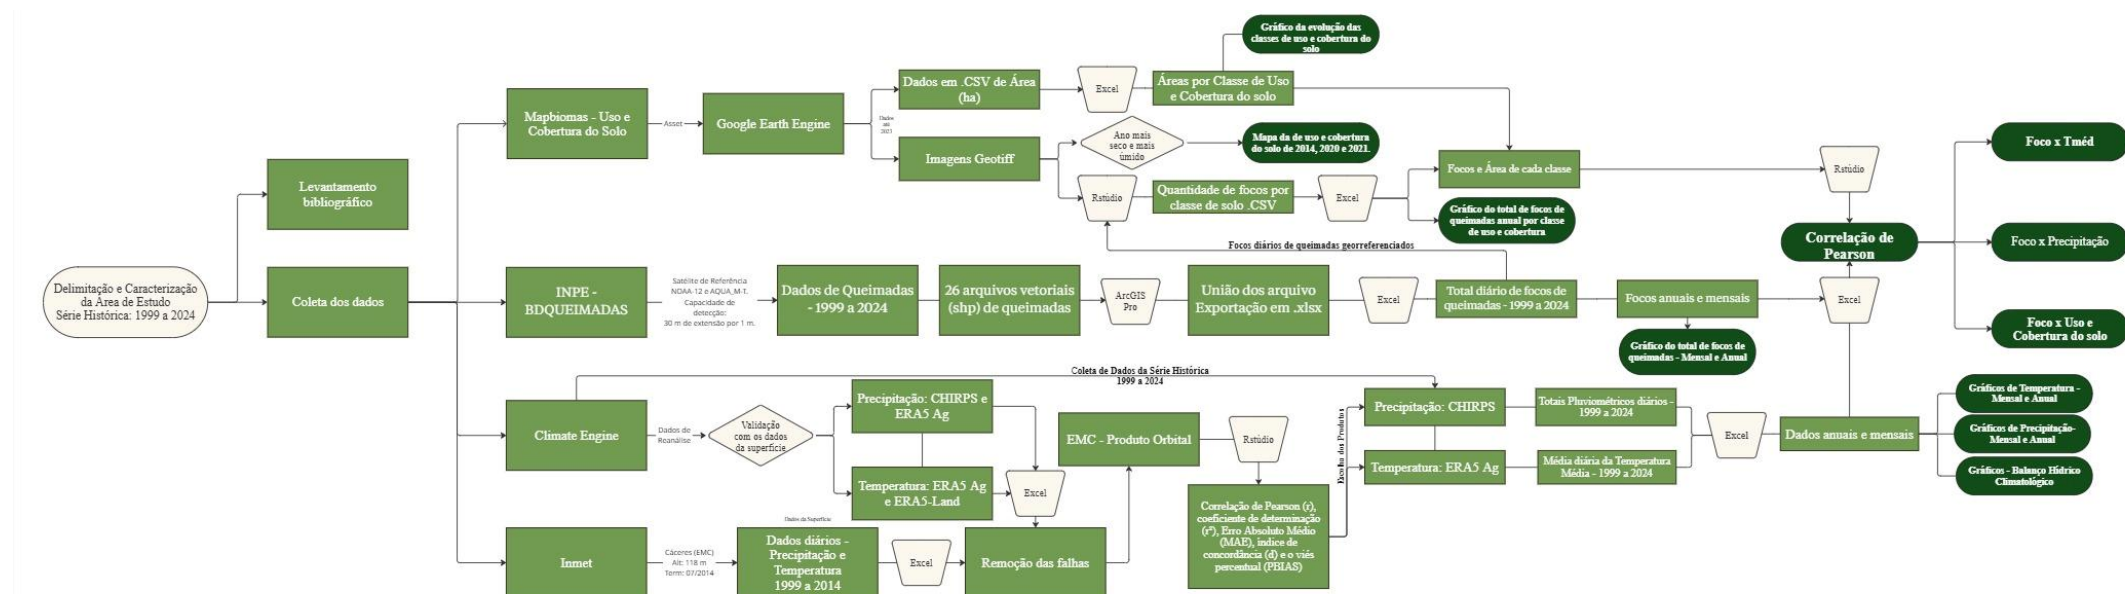 Delimitação e Caracterização
da Área de Estudo
Série Histórica: 1999 a 2024
Levantamento
bibliográfico
Coleta dos dados
Mapbiomas - Uso e
Cobertura do Solo
Asset
Google Earth Engine
Dados
até
2023
Dados em .CSV de Área
(ha)
Excel
Áreas por Classe de Uso
e Cobertura do solo
Gráfico da evolução das
classes de uso e cobertura do
solo
Imagens Geotiff
Ano mais
seco e mais
úmido
Mapa da de uso e cobertura
do solo de 2014, 2020 e 2021.
Rstúdio
Quantidade de focos por
classe de solo .CSV
Excel
Focos e Área de cada classe
Gráfico do total de focos de
queimadas anual por classe
de uso e cobertura
Rstúdio
Correlação de
Pearson
Foco x Tméd
Foco x Precipitação
Foco x Uso e
Cobertura do solo
Focos diários de queimadas georreferenciados
INPE -
BDQUEIMADAS
Satélite de Referência
NOAA-12 e AQUA_M-T.
Capacidade de
detecção:
30 m de extensão por 1 m.
Dados de Queimadas
- 1999 a 2024
26 arquivos vetoriais
(shp) de queimadas
ArcGIS
Pro
União dos arquivo
Exportação em .xlsx
Excel
Total diário de focos de
queimadas - 1999 a 2024
Focos anuais e mensais
Excel
Gráfico do total de focos de
queimadas - Mensal e Anual
Coleta de Dados da Série Histórica
1999 a 2024
Climate Engine
Dados de
Reanálise
Validação
com os dados
da superfície
Precipitação: CHIRPS e
ERA5 Ag
Temperatura: ERA5 Ag
e ERA5-Land
Excel
EMC - Produto Orbital
Rstúdio
Correlação de Pearson (r),
coeficiente de determinação
(r²), Erro Absoluto Médio
(MAE), índice de
concordância (d) e o viés
percentual (PBIAS)
Escolha dos Produtos
Precipitação: CHIRPS
Totais Pluviométricos diários -
1999 a 2024
Temperatura: ERA5 Ag
Média diária da Temperatura
Média - 1999 a 2024
Excel
Dados anuais e mensais
Gráficos de Temperatura -
Mensal e Anual
Gráficos de Precipitação-
Mensal e Anual
Gráficos - Balanço Hídrico
Climatológico
Inmet
Cáceres (EMC)
Alt: 118 m
Term: 07/2014
Dados da Superfície
Dados diários -
Precipitação e
Temperatura
1999 a 2014
Excel
Remoção das falhas